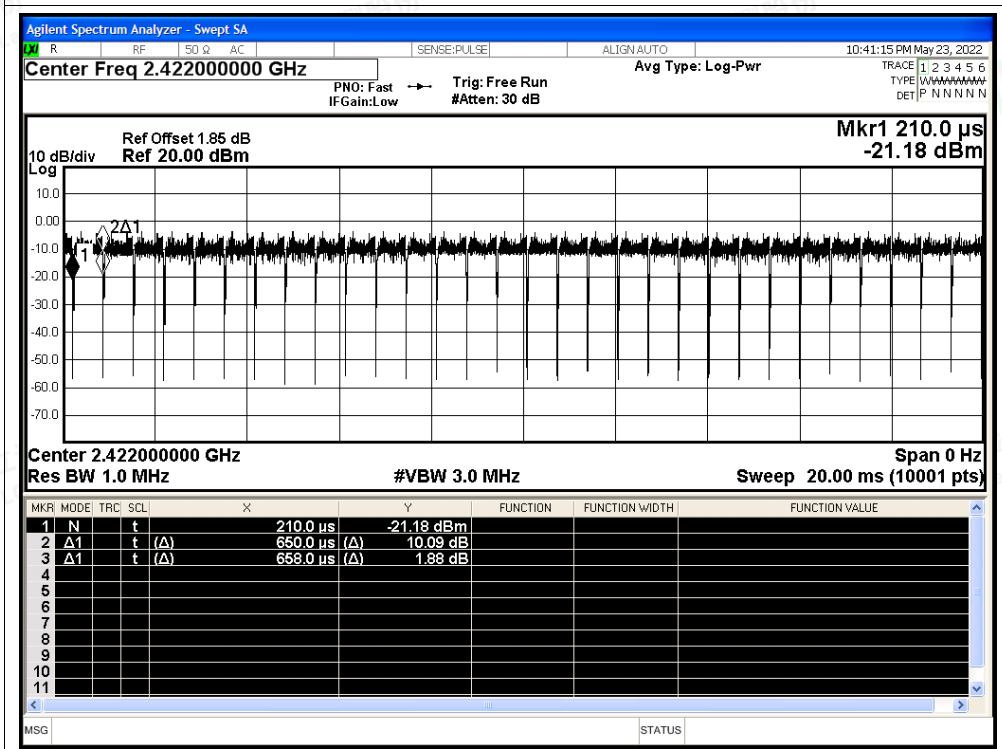 Agilent Spectrum Analyzer - Swept SA
LXI R RF 50 Ω AC SENSE:PULSE ALIGN AUTO 10:41:15 PM May 23, 2022
Center Freq 2.422000000 GHz Avg Type: Log-Pwr TRACE 1 2 3 4 5 6
PNO: Fast Trig: Free Run TYPE WWWWWW
IFGain:Low #Atten: 30 dB DET P N N N N N
Mkr1 210.0 µs
Ref Offset 1.85 dB
10 dB/div Ref 20.00 dBm -21.18 dBm
Log
10.0
0.00
2Δ1
-10.0
1
-20.0
-30.0
-40.0
-50.0
-60.0
-70.0
Center 2.422000000 GHz Span 0 Hz
Res BW 1.0 MHz #VBW 3.0 MHz Sweep 20.00 ms (10001 pts)
MKR MODE TRC SCL X Y FUNCTION FUNCTION WIDTH FUNCTION VALUE
1 N t 210.0 µs -21.18 dBm
2 Δ1 t (Δ) 650.0 µs (Δ) 10.09 dB
3 Δ1 t (Δ) 658.0 µs (Δ) 1.88 dB
4
5
6
7
8
9
10
11
MSG STATUS